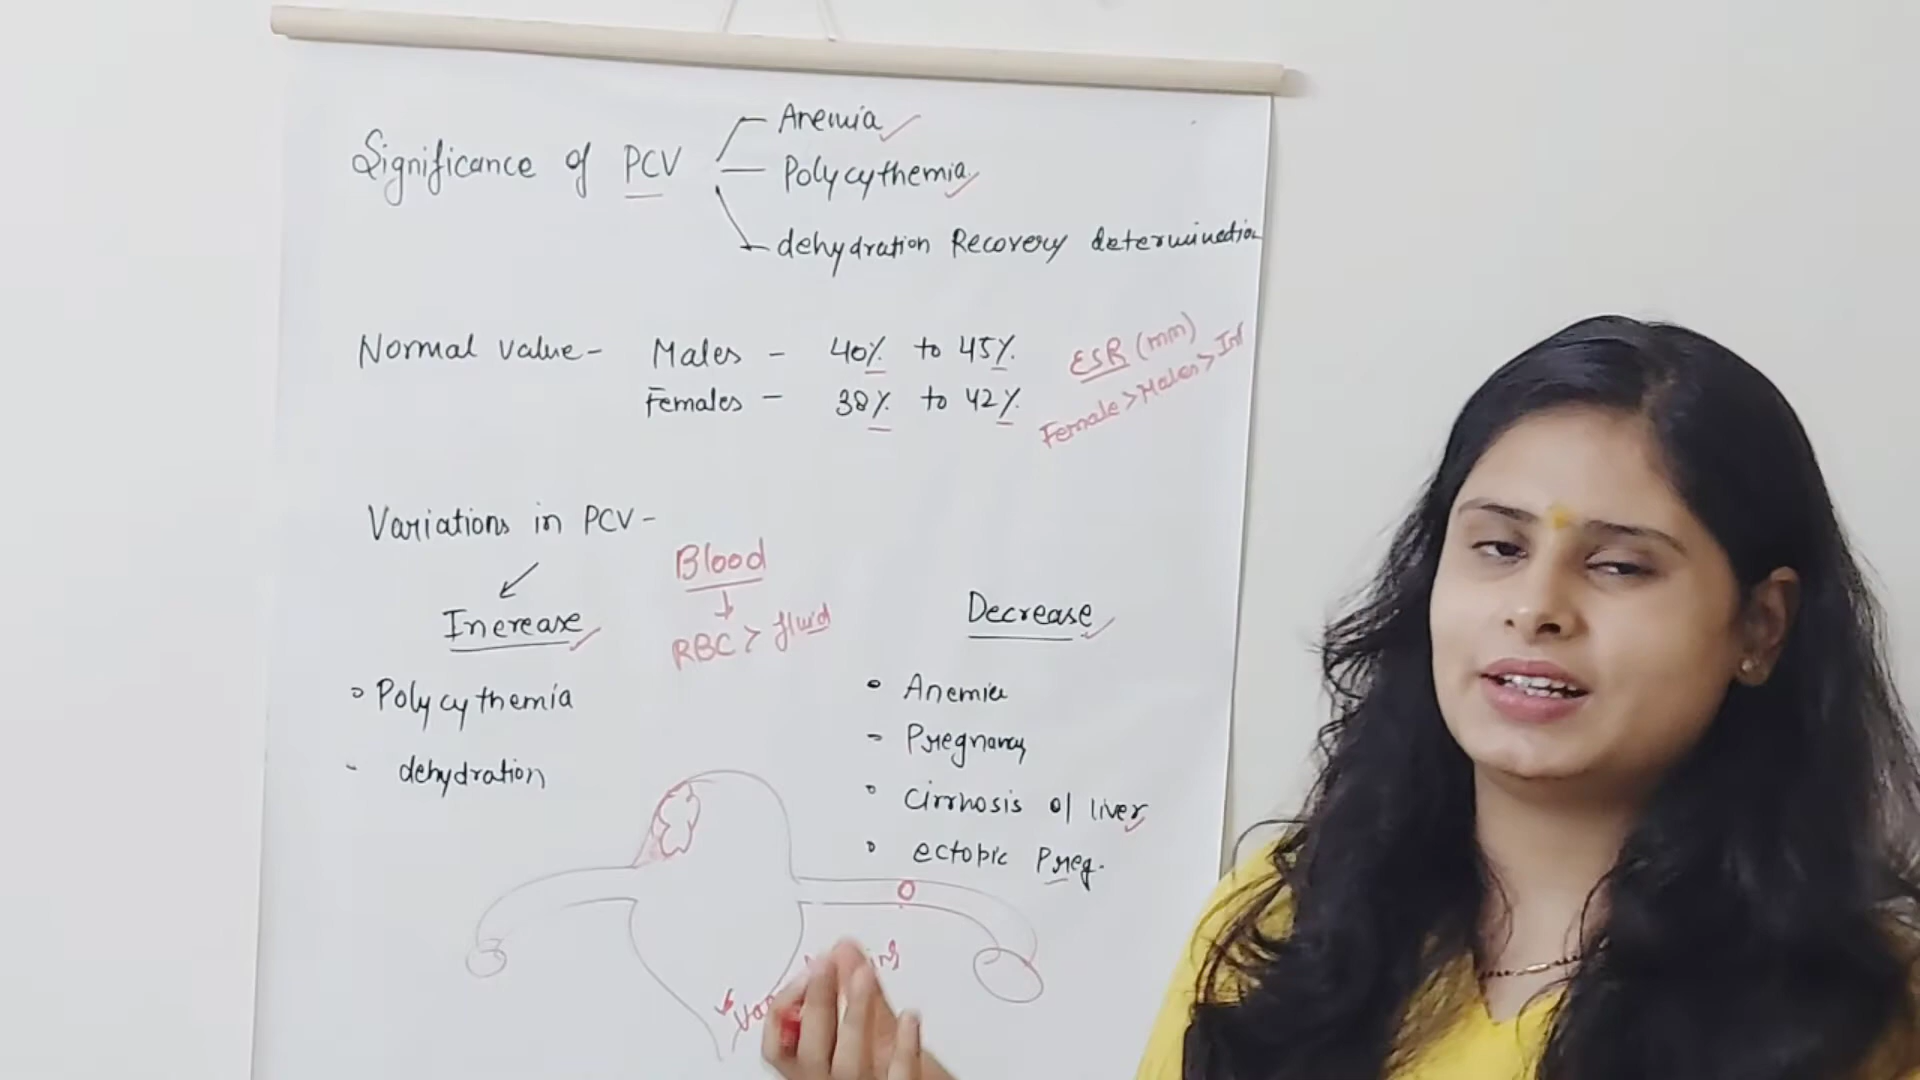 Significance of PCV
Anemia
Polycythemia
dehydration Recovery determination
Normal value - Males - 40% to 45%
Females - 38% to 42%
ESR (mm)
Female > Males > Inf
Variations in PCV -
Increase
Polycythemia
dehydration
Blood
RBC > fluid
Decrease
Anemia
Pregnancy
Cirrhosis of liver
ectopic Preg.